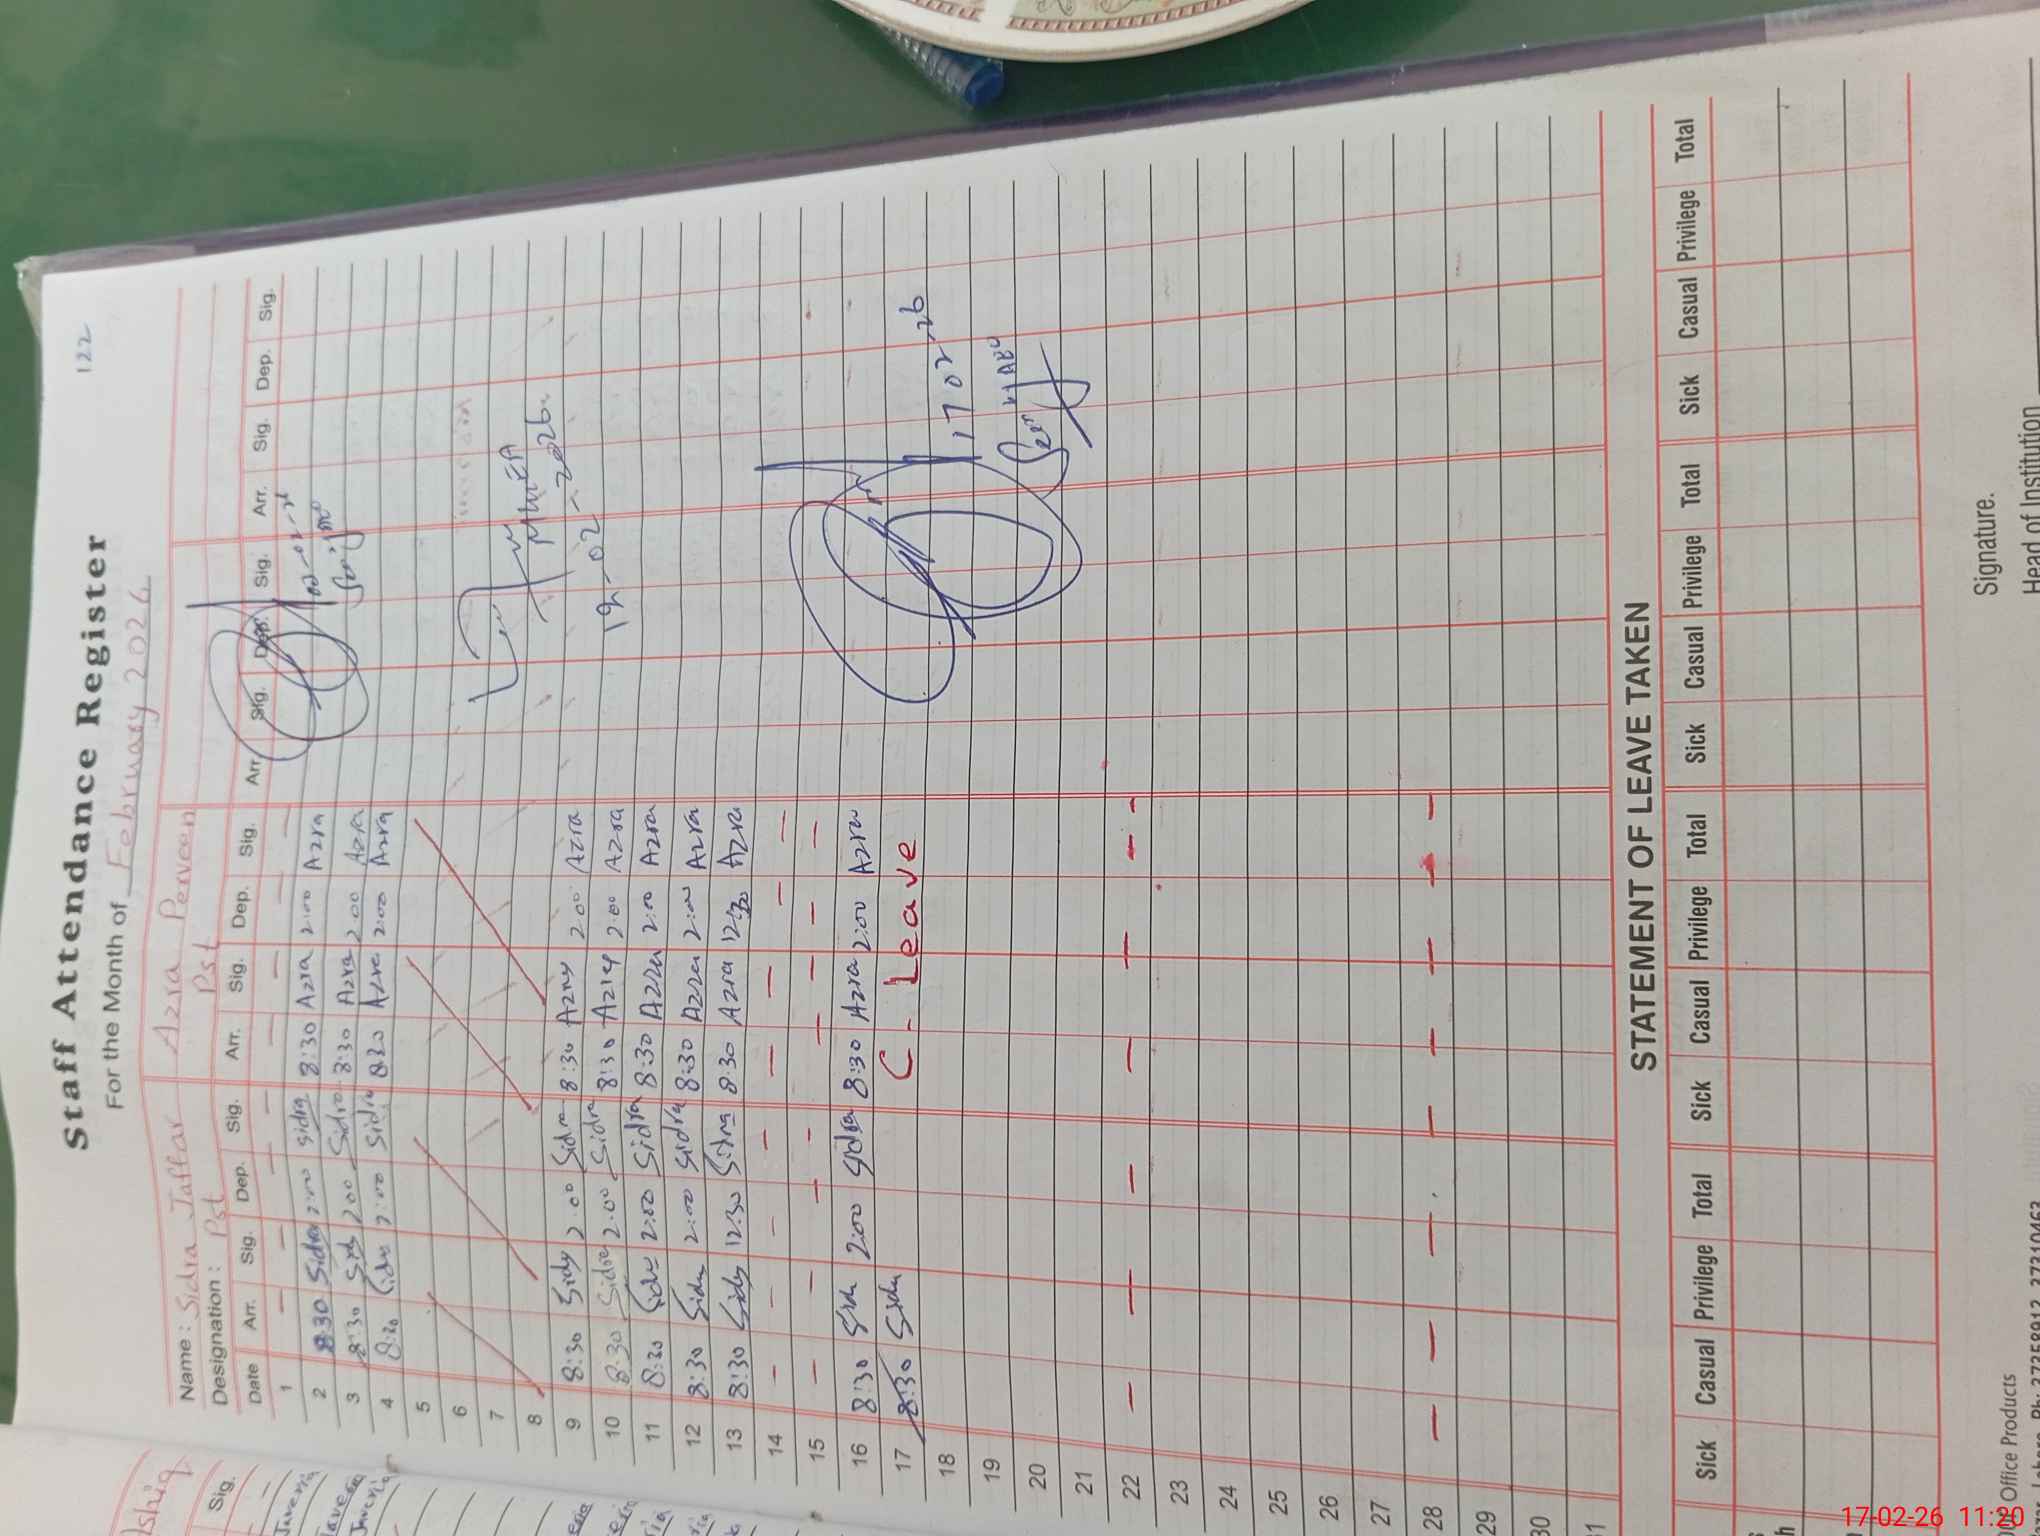 122
Staff Attendance Register
For the Month of February 2026
Name : Sidra Jaffar Azra Perveen
Designation : Pst Pst
Date Arr. Sig. Dep. Sig. Arr. Sig. Dep. Sig. Arr. Sig. Dep. Sig. Arr. Sig. Dep. Sig.
1 — — — — — — — —
2 8:30 Sidra 2:00 Sidra 8:30 Azra 2:00 Azra
3 8:30 Sidra 2:00 Sidra 8:30 Azra 2:00 Azra
4 8:30 Sidra 2:00 Sidra 8:30 Azra 2:00 Azra
5
6
7
8
9 8:30 Sidra 2:00 Sidra 8:30 Azra 2:00 Azra
10 8:30 Sidra 2:00 Sidra 8:30 Azra 2:00 Azra
11 8:30 Sidra 2:00 Sidra 8:30 Azra 2:00 Azra
12 8:30 Sidra 2:00 Sidra 8:30 Azra 2:00 Azra
13 8:30 Sidra 12:30 Sidra 8:30 Azra 12:30 Azra
14 — — — — — — — —
15 — — — — — — — —
16 8:30 Sidra 2:00 Sidra 8:30 Azra 2:00 Azra
17 8:30 Sidra C- Leave
18
19
20
21
22 — — — — — — — —
23
24
25
26
27
28 — — — — — — — —
29
30
31
17 02 26
STATEMENT OF LEAVE TAKEN
Sick Casual Privilege Total Sick Casual Privilege Total Sick Casual Privilege Total Sick Casual Privilege Total
Signature.
Head of Institution
Office Products
Sig.
Javeria
Javeria
Javeria
17-02-26 11:20